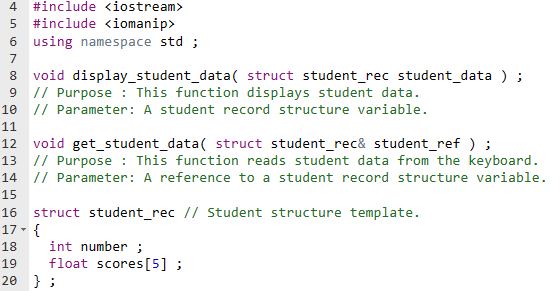 4 #include <iostream>
5 #include <iomanip>
6 using namespace std ;
7
8 void display_student_data( struct student_rec student_data ) ;
9 // Purpose : This function displays student data.
10 // Parameter: A student record structure variable.
11
12 void get_student_data( struct student_rec& student_ref ) ;
13 // Purpose : This function reads student data from the keyboard.
14 // Parameter: A reference to a student record structure variable.
15
16 struct student_rec // Student structure template.
17 {
18   int number ;
19   float scores[5] ;
20 } ;